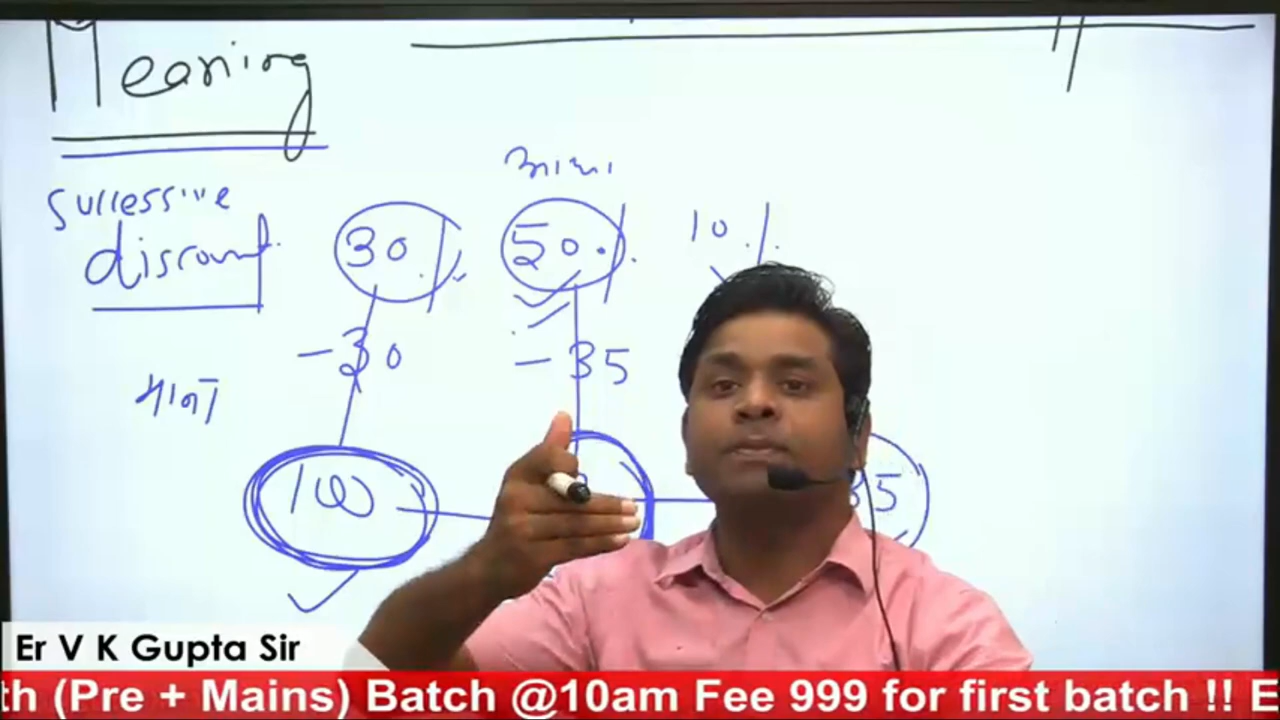 Meaning
आधा
Successive
discount
30% 50% 10%
-30 -35
माना
100 35
Er V K Gupta Sir
th (Pre + Mains) Batch @10am Fee 999 for first batch !! E